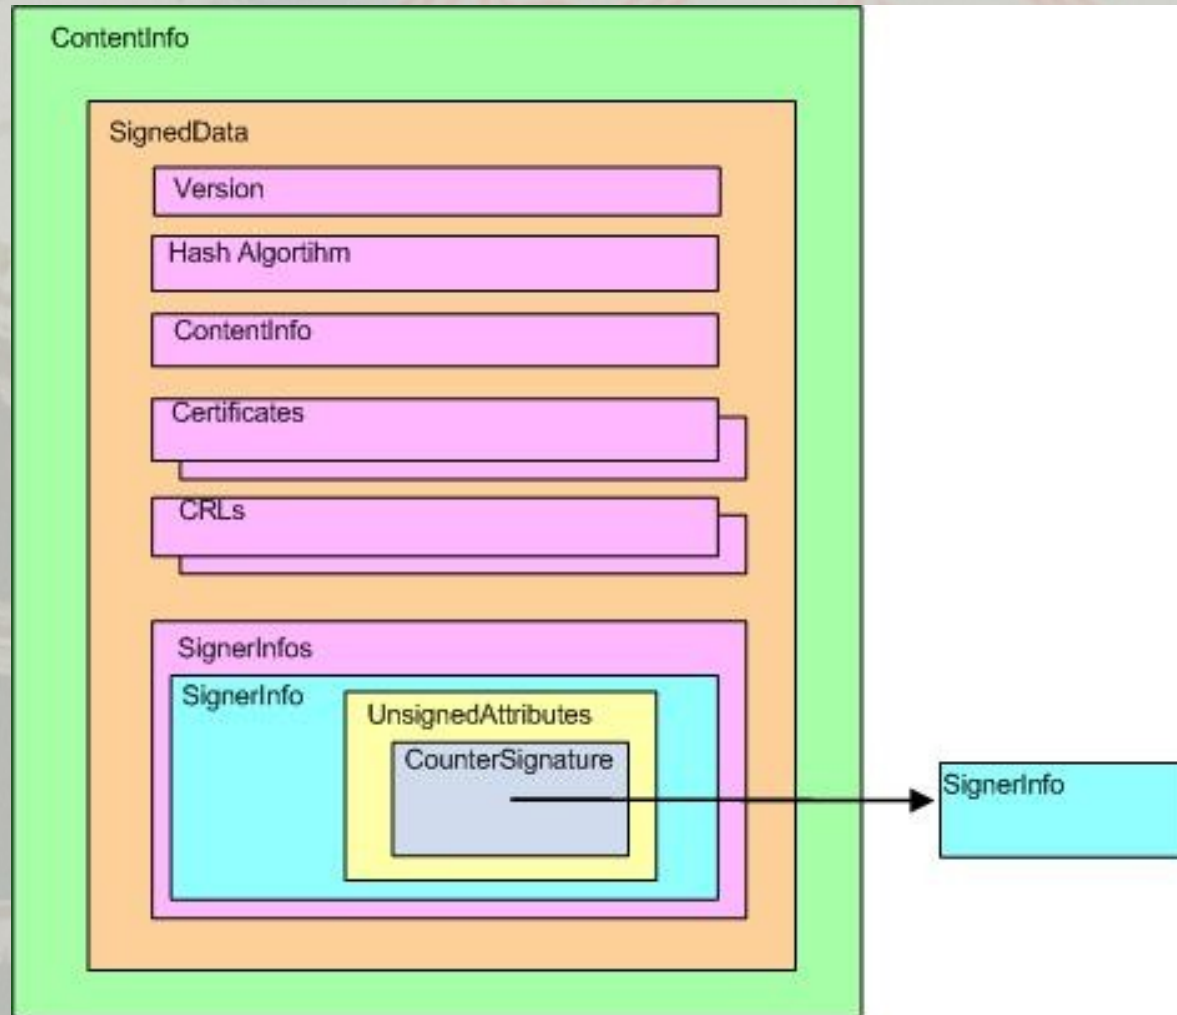 ContentInfo
SignedData
Version
Hash Algortihm
ContentInfo
Certificates
CRLs
SignerInfos
SignerInfo
UnsignedAttributes
CounterSignature
SignerInfo